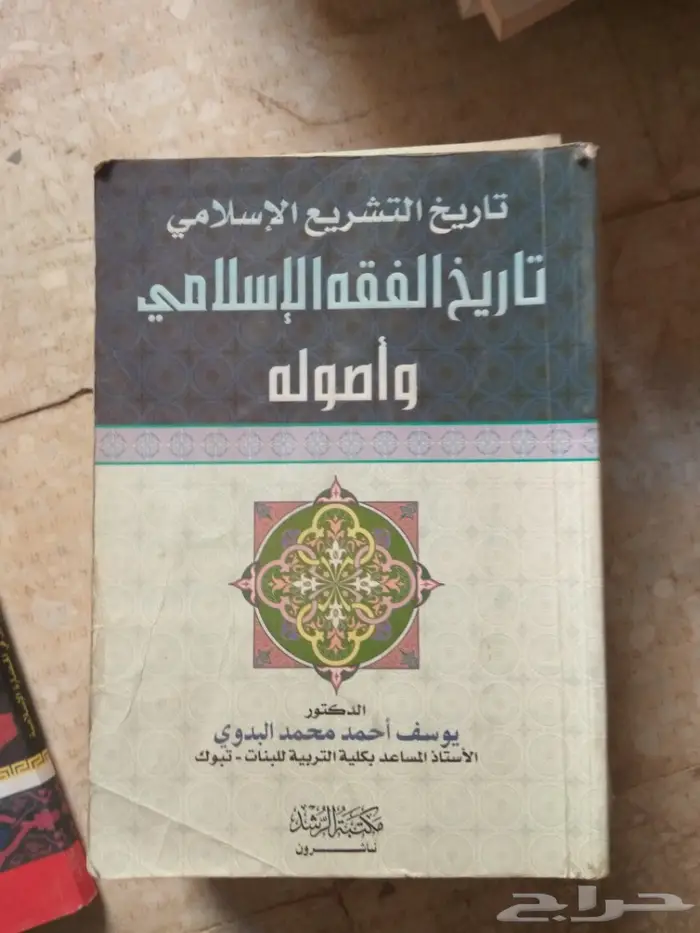 تاريخ التشريع الإسلامي
تاريخ الفقه الإسلامي
وأصوله
الدكتور
يوسف أحمد محمد البدوي
الأستاذ المساعد بكلية التربية للبنات - تبوك
مكتبة الرشد
ناشرون
حراج